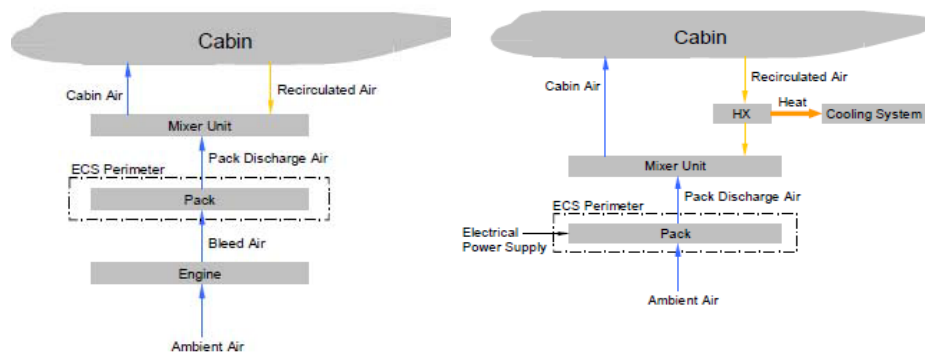 Cabin
Cabin Air
Recirculated Air
Mixer Unit
Pack Discharge Air
ECS Perimeter
Pack
Bleed Air
Engine
Ambient Air
Cabin
Cabin Air
Recirculated Air
Heat
HX
Cooling System
Mixer Unit
Pack Discharge Air
ECS Perimeter
Electrical
Power Supply
Pack
Ambient Air